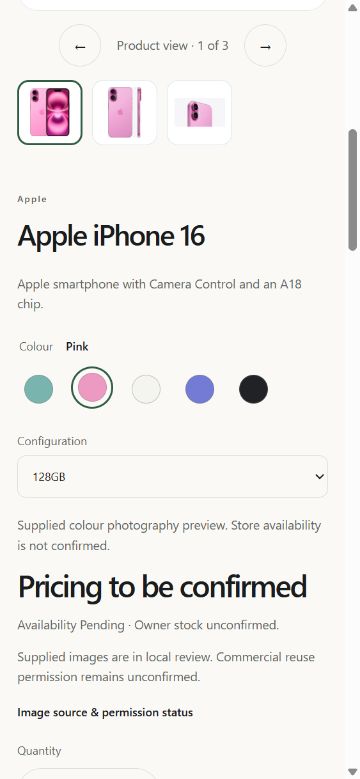 ← Product view · 1 of 3 →
Apple
Apple iPhone 16
Apple smartphone with Camera Control and an A18
chip.
Colour Pink
Configuration
128GB
Supplied colour photography preview. Store availability
is not confirmed.
Pricing to be confirmed
Availability Pending · Owner stock unconfirmed.
Supplied images are in local review. Commercial reuse
permission remains unconfirmed.
Image source & permission status
Quantity